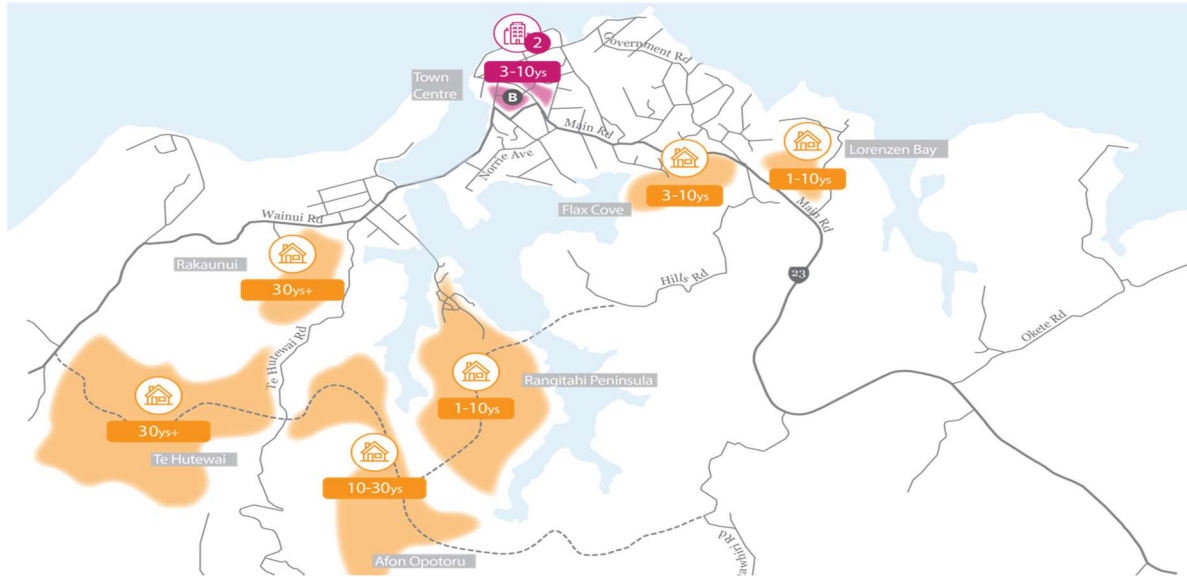 2
Government Rd
3-10ys
Town
Centre
B
Main Rd
Norrie Ave
Lorenzen Bay
1-10ys
3-10ys
Flax Cove
Main Rd
Wainui Rd
Rakaunui
30ys+
Hills Rd
23
Te Hutewai Rd
Okete Rd
Rangitahi Peninsula
1-10ys
30ys+
Te Hutewai
10-30ys
Afon Opotoru
awhiri Rd